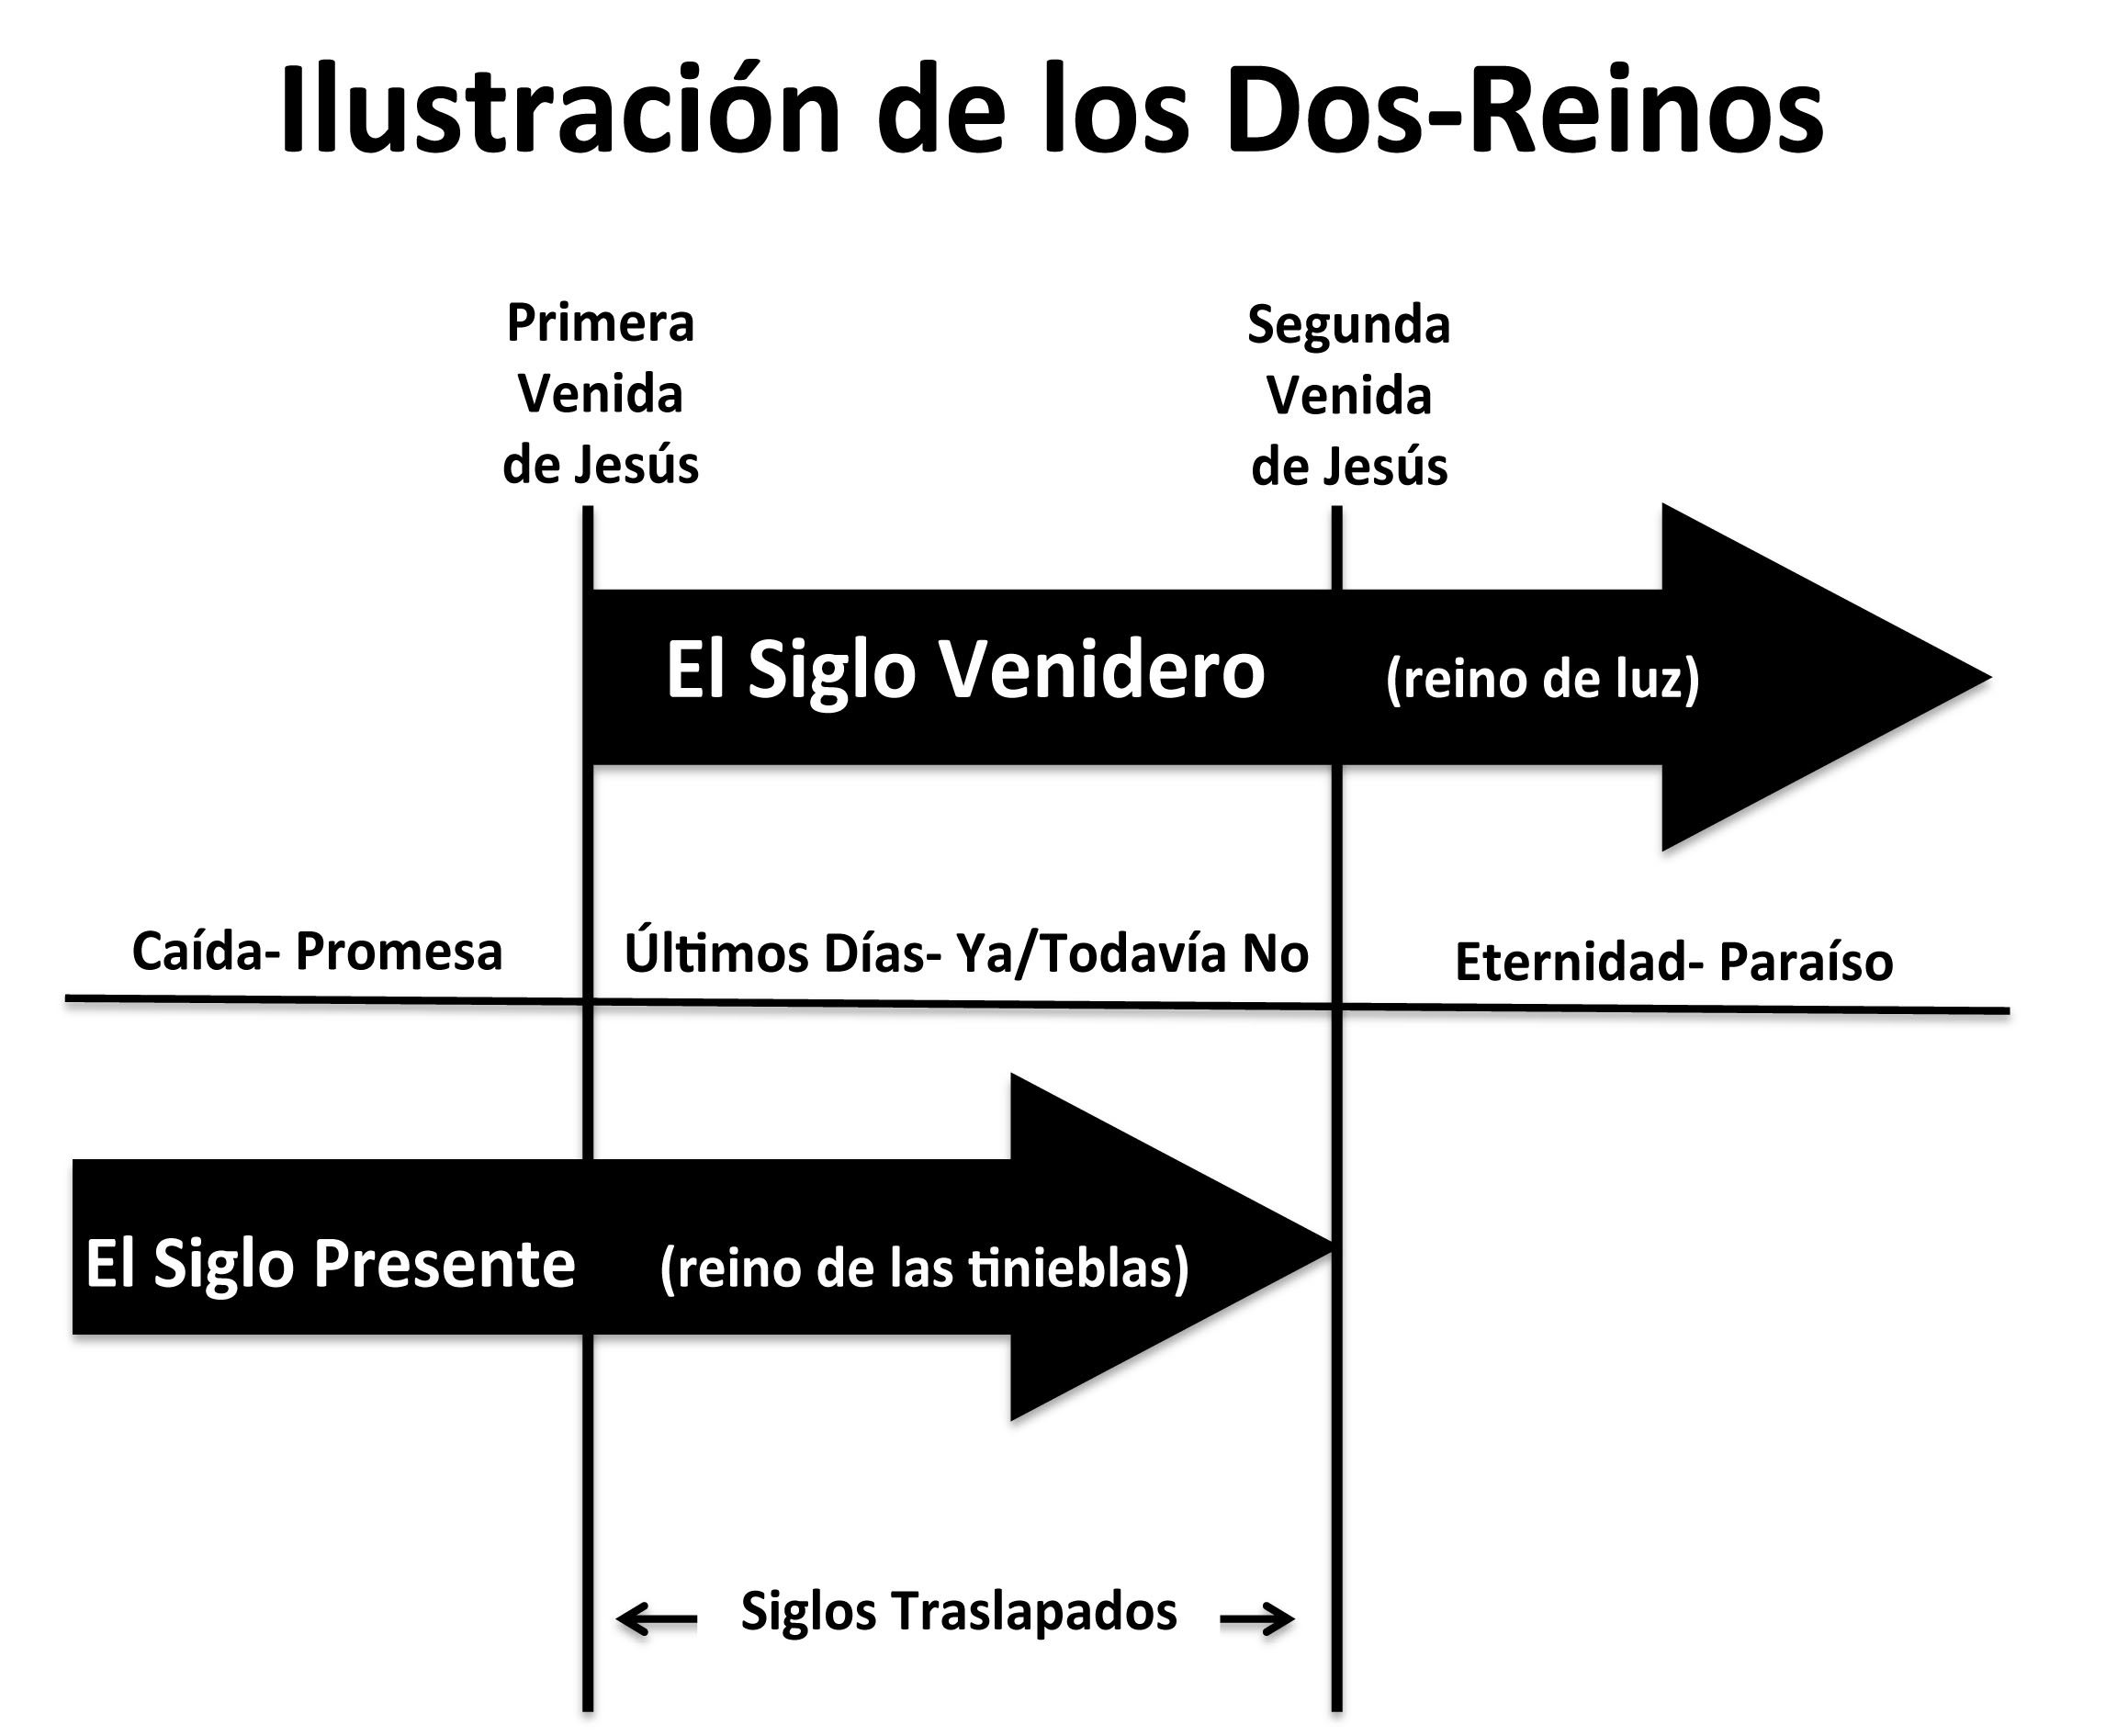 Ilustración de los Dos-Reinos
Primera
Venida
de Jesús
Segunda
Venida
de Jesús
El Siglo Venidero (reino de luz)
Caída- Promesa
Últimos Días- Ya/Todavía No
Eternidad- Paraíso
El Siglo Presente (reino de las tinieblas)
Siglos Traslapados